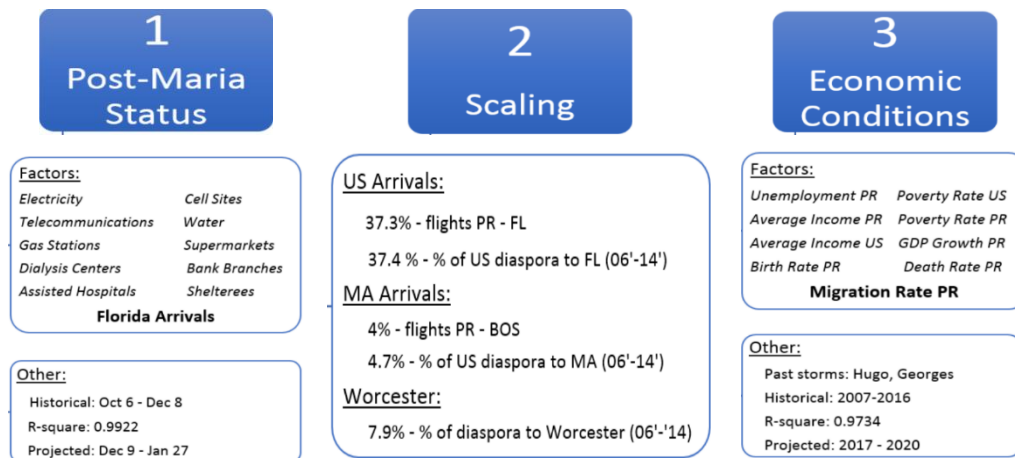 1
Post-Maria
Status
Factors:
Electricity Cell Sites
Telecommunications Water
Gas Stations Supermarkets
Dialysis Centers Bank Branches
Assisted Hospitals Shelterees
Florida Arrivals
Other:
Historical: Oct 6 - Dec 8
R-square: 0.9922
Projected: Dec 9 - Jan 27
2
Scaling
US Arrivals:
37.3% - flights PR - FL
37.4 % - % of US diaspora to FL (06'-14')
MA Arrivals:
4% - flights PR - BOS
4.7% - % of US diaspora to MA (06'-14')
Worcester:
7.9% - % of diaspora to Worcester (06'-'14)
3
Economic
Conditions
Factors:
Unemployment PR Poverty Rate US
Average Income PR Poverty Rate PR
Average Income US GDP Growth PR
Birth Rate PR Death Rate PR
Migration Rate PR
Other:
Past storms: Hugo, Georges
Historical: 2007-2016
R-square: 0.9734
Projected: 2017 - 2020